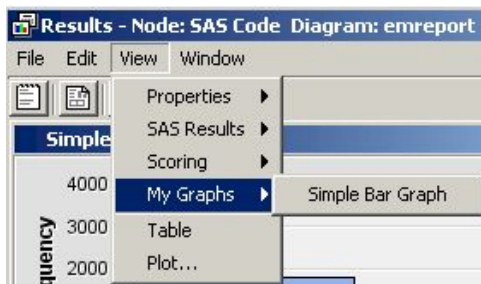 Results - Node: SAS Code Diagram: emreport
File Edit View Window
Properties
SAS Results
Scoring
My Graphs
Simple Bar Graph
Table
Plot...
Simple
4000
3000
2000